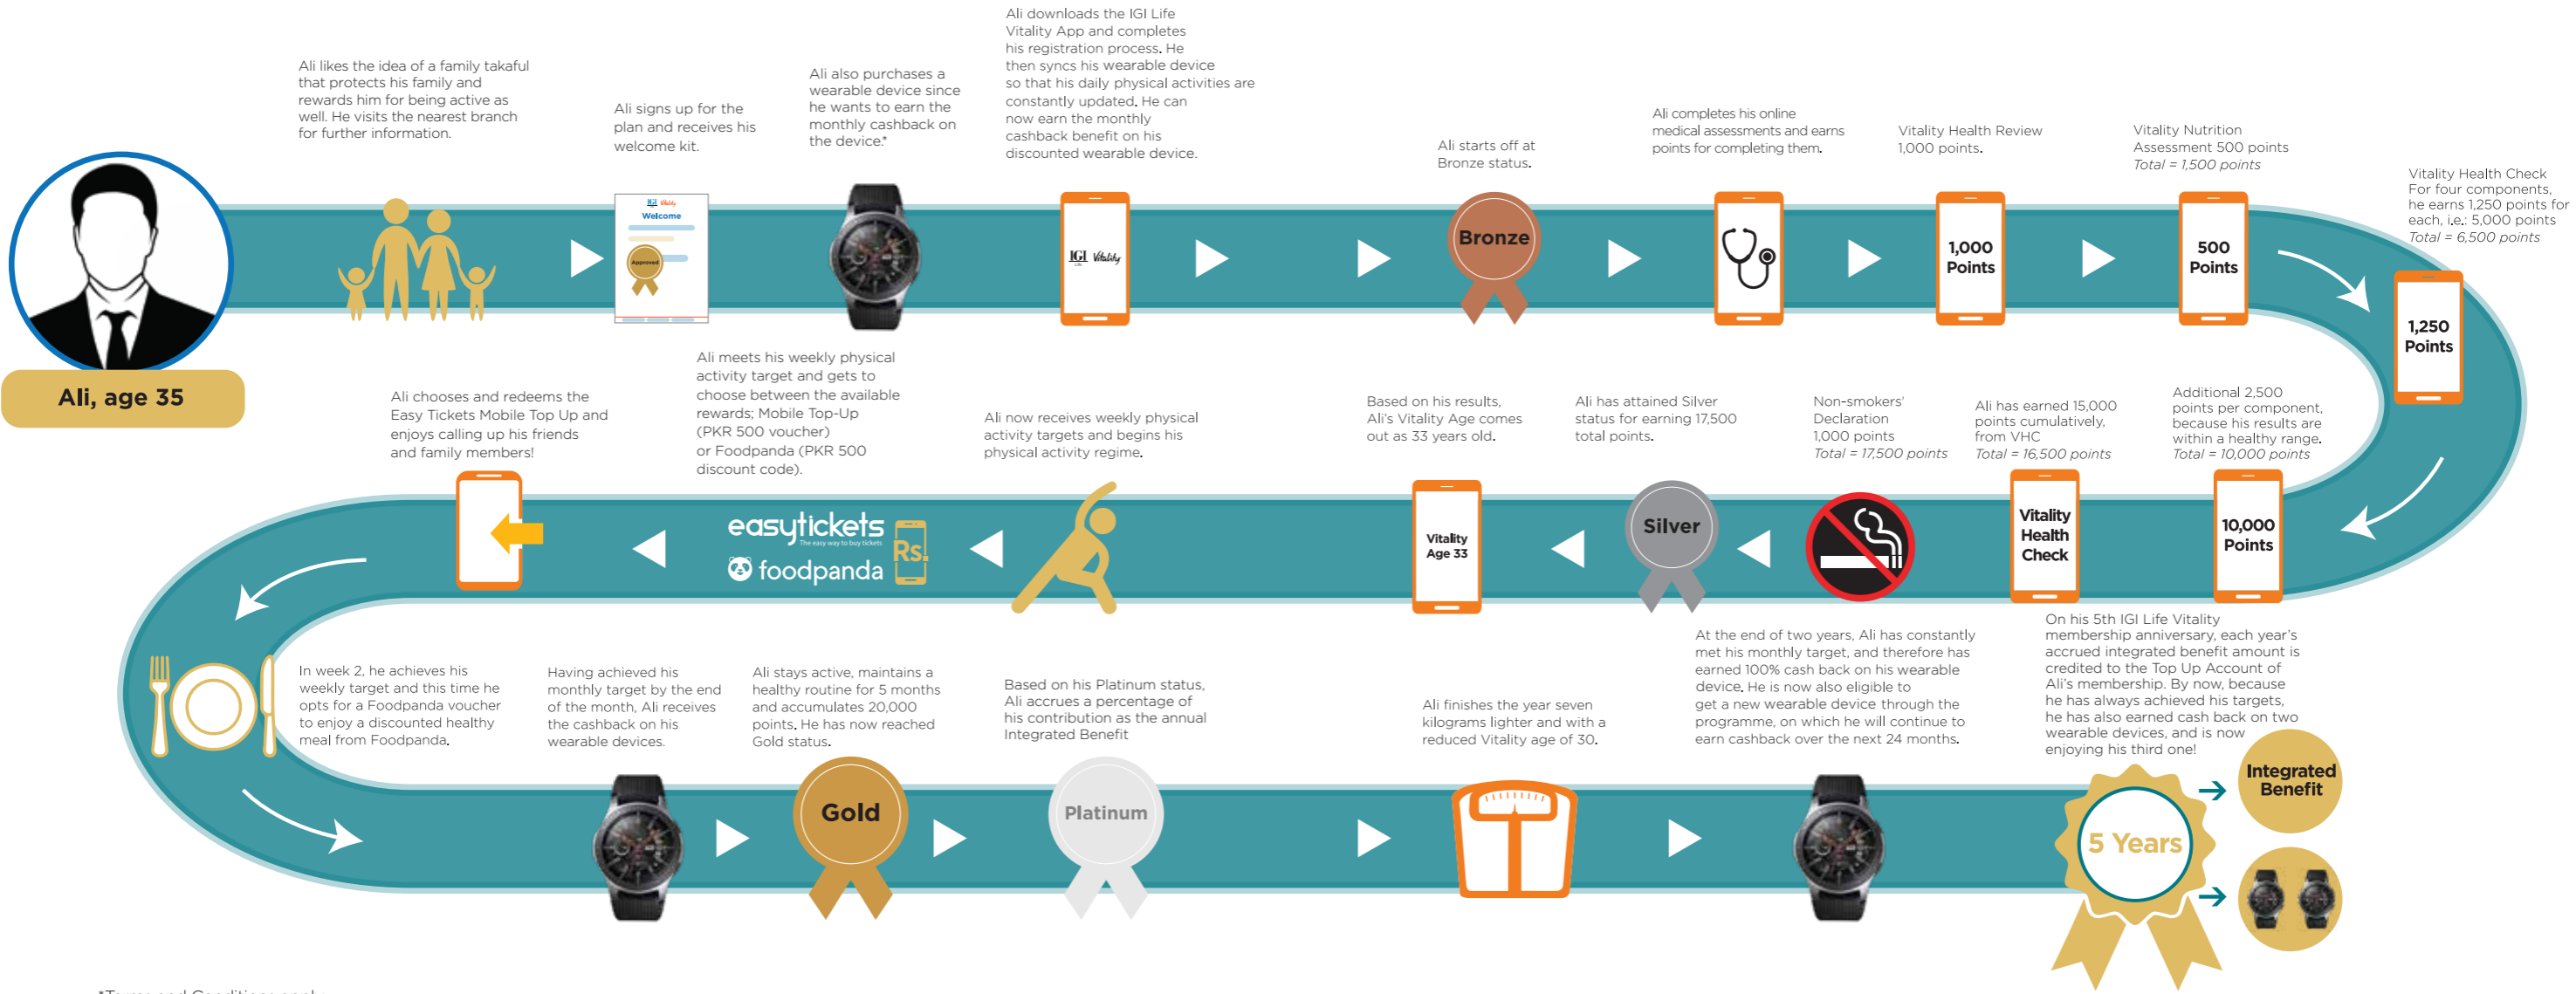 Ali, age 35
Ali likes the idea of a family takaful
that protects his family and
rewards him for being active as
well. He visits the nearest branch
for further information.
Ali signs up for the
plan and receives his
welcome kit.
IGI Vitality
Welcome
Approved
Ali also purchases a
wearable device since
he wants to earn the
monthly cashback on
the device.*
Ali downloads the IGI Life
Vitality App and completes
his registration process. He
then syncs his wearable device
so that his daily physical activities are
constantly updated. He can
now earn the monthly
cashback benefit on his
discounted wearable device.
IGI Life Vitality
Ali starts off at
Bronze status.
Bronze
Ali completes his online
medical assessments and earns
points for completing them.
Vitality Health Review
1,000 points.
1,000
Points
Vitality Nutrition
Assessment 500 points
Total = 1,500 points
500
Points
Vitality Health Check
For four components,
he earns 1,250 points for
each, i.e.: 5,000 points
Total = 6,500 points
1,250
Points
Additional 2,500
points per component,
because his results are
within a healthy range.
Total = 10,000 points
10,000
Points
Ali has earned 15,000
points cumulatively,
from VHC
Total = 16,500 points
Vitality
Health
Check
Non-smokers'
Declaration
1,000 points
Total = 17,500 points
Ali has attained Silver
status for earning 17,500
total points.
Silver
Based on his results,
Ali's Vitality Age comes
out as 33 years old.
Vitality
Age 33
Ali now receives weekly physical
activity targets and begins his
physical activity regime.
Ali meets his weekly physical
activity target and gets to
choose between the available
rewards; Mobile Top-Up
(PKR 500 voucher)
or Foodpanda (PKR 500
discount code).
easytickets
The easy way to buy tickets
foodpanda
Rs.
Ali chooses and redeems the
Easy Tickets Mobile Top Up and
enjoys calling up his friends
and family members!
In week 2, he achieves his
weekly target and this time he
opts for a Foodpanda voucher
to enjoy a discounted healthy
meal from Foodpanda.
Having achieved his
monthly target by the end
of the month, Ali receives
the cashback on his
wearable devices.
Ali stays active, maintains a
healthy routine for 5 months
and accumulates 20,000
points. He has now reached
Gold status.
Gold
Based on his Platinum status,
Ali accrues a percentage of
his contribution as the annual
Integrated Benefit
Platinum
Ali finishes the year seven
kilograms lighter and with a
reduced Vitality age of 30.
At the end of two years, Ali has constantly
met his monthly target, and therefore has
earned 100% cash back on his wearable
device. He is now also eligible to
get a new wearable device through the
programme, on which he will continue to
earn cashback over the next 24 months.
On his 5th IGI Life Vitality
membership anniversary, each year's
accrued integrated benefit amount is
credited to the Top Up Account of
Ali's membership. By now, because
he has always achieved his targets,
he has also earned cash back on two
wearable devices, and is now
enjoying his third one!
5 Years
Integrated
Benefit
*Terms and Conditions apply